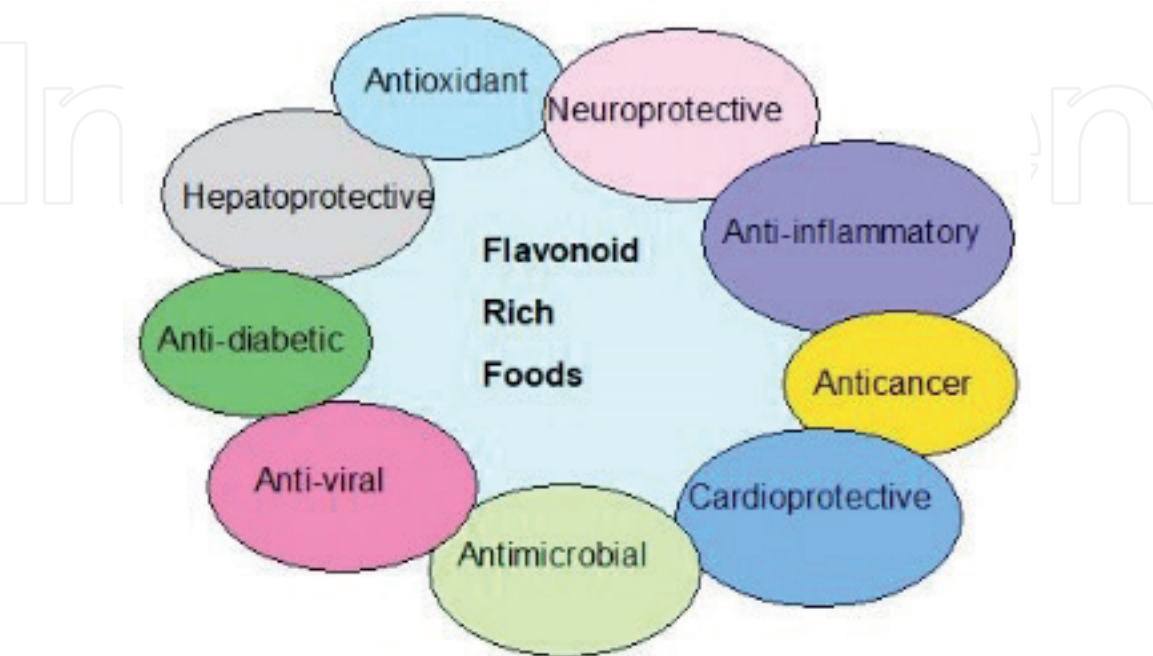 Antioxidant
Neuroprotective
Hepatoprotective
Anti-inflammatory
Flavonoid
Rich
Foods
Anti-diabetic
Anticancer
Anti-viral
Cardioprotective
Antimicrobial